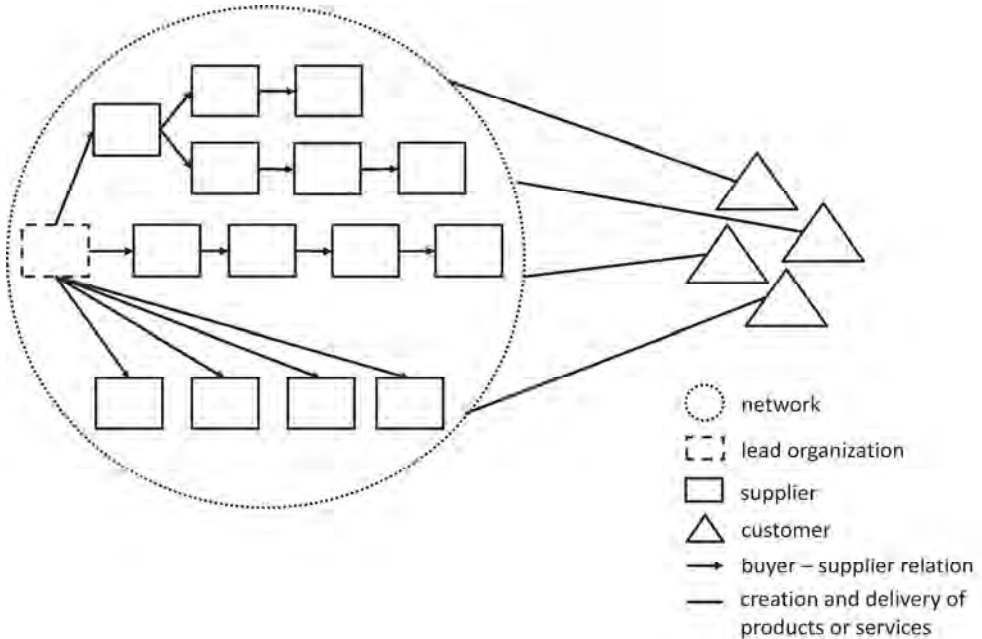 network
lead organization
supplier
customer
buyer – supplier relation
creation and delivery of
products or services